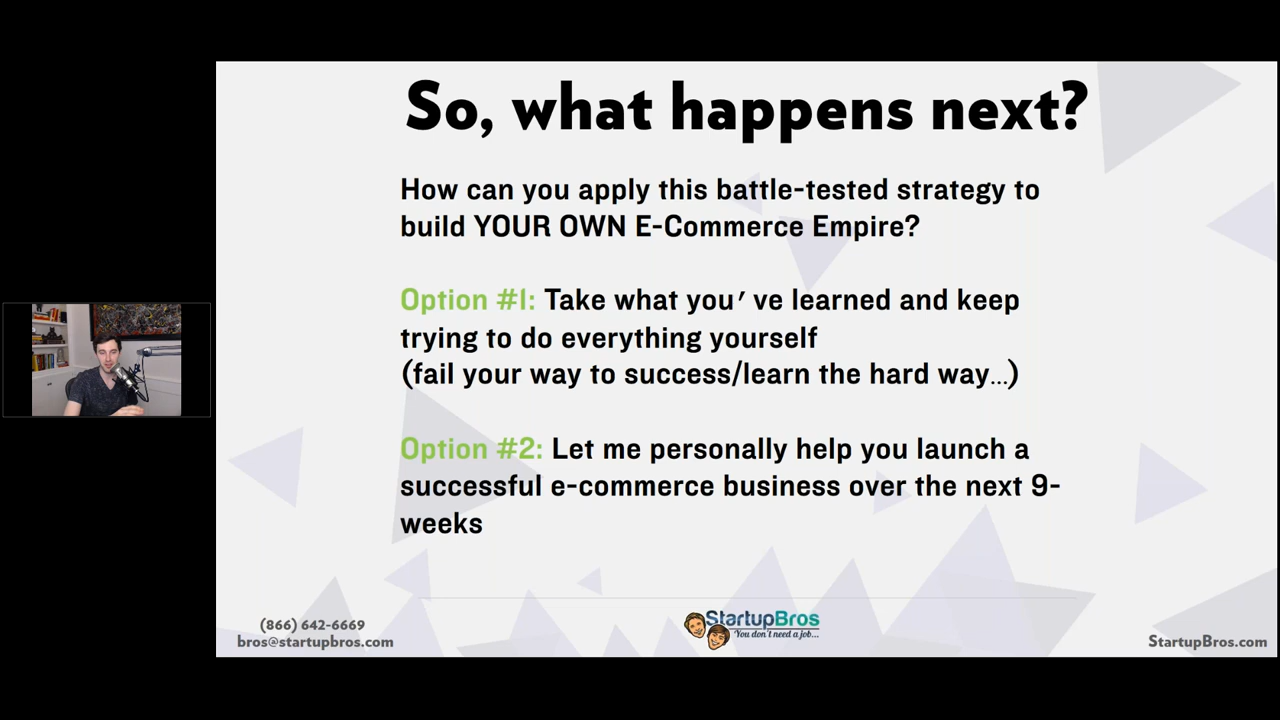 So, what happens next?
How can you apply this battle-tested strategy to
build YOUR OWN E-Commerce Empire?
Option #1: Take what you’ve learned and keep
trying to do everything yourself
(fail your way to success/learn the hard way...)
Option #2: Let me personally help you launch a
successful e-commerce business over the next 9-
weeks
(866) 642-6669
bros@startupbros.com
StartupBros
"You don't need a job...
StartupBros.com